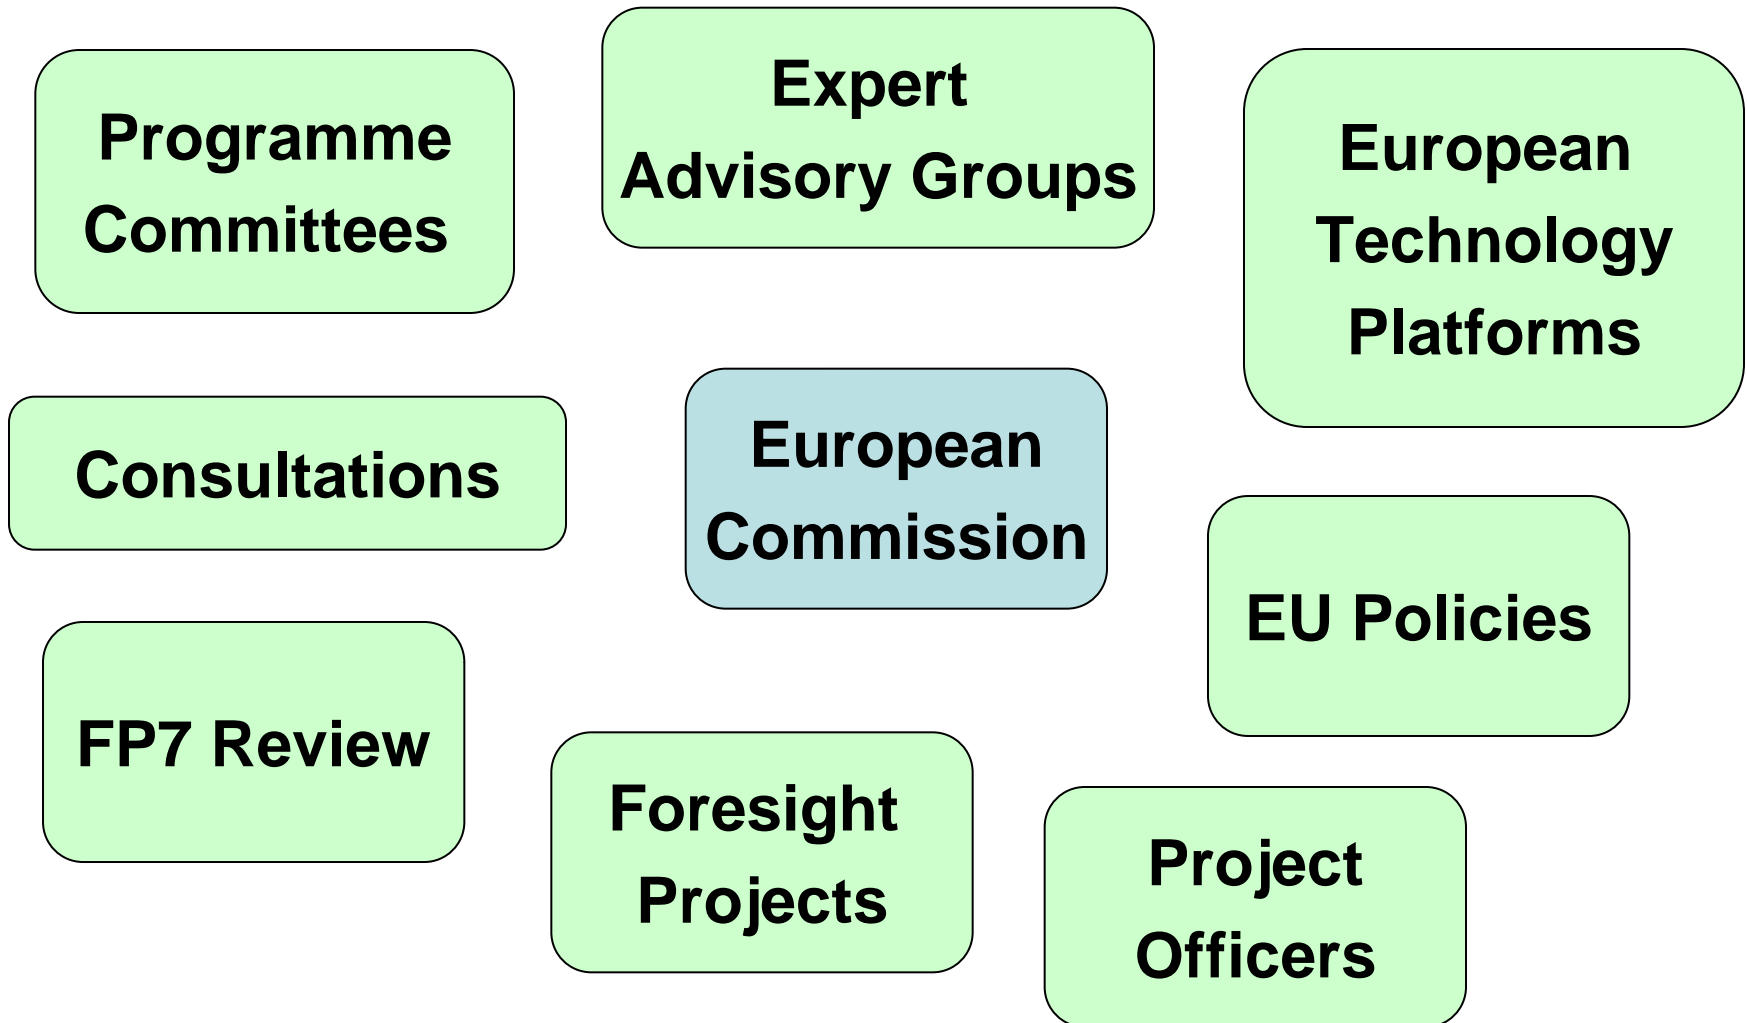 Programme
Committees
Expert
Advisory Groups
European
Technology
Platforms
Consultations
European
Commission
EU Policies
FP7 Review
Foresight
Projects
Project
Officers